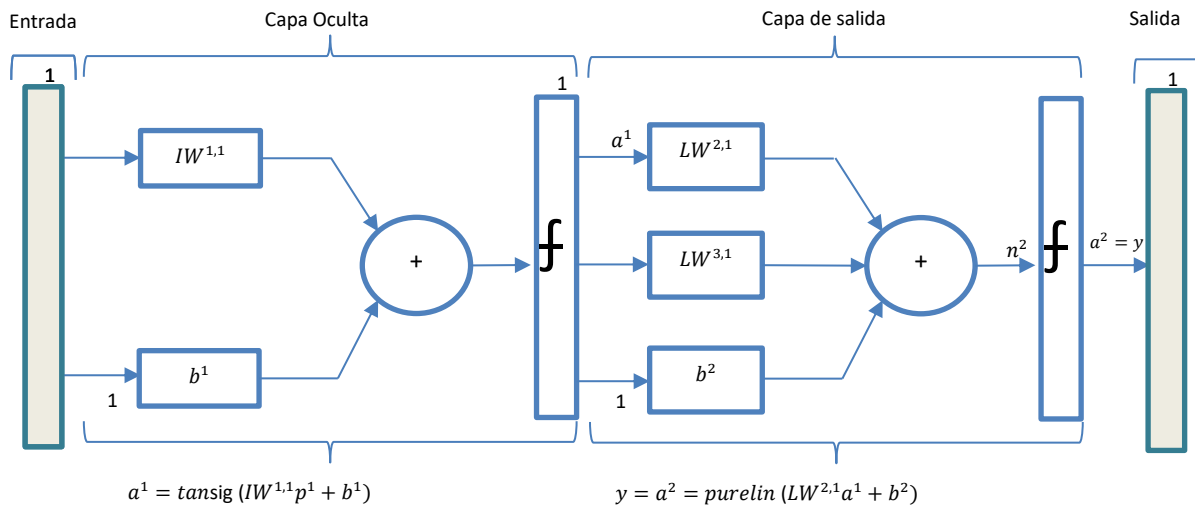 Entrada
Capa Oculta
Capa de salida
Salida
1
1
1
1
IW^{1,1}
a^1
LW^{2,1}
+
LW^{3,1}
+
n^2
a^2 = y
b^1
1
b^2
1
a^1 = tansig (IW^{1,1}p^1 + b^1)
y = a^2 = purelin (LW^{2,1}a^1 + b^2)